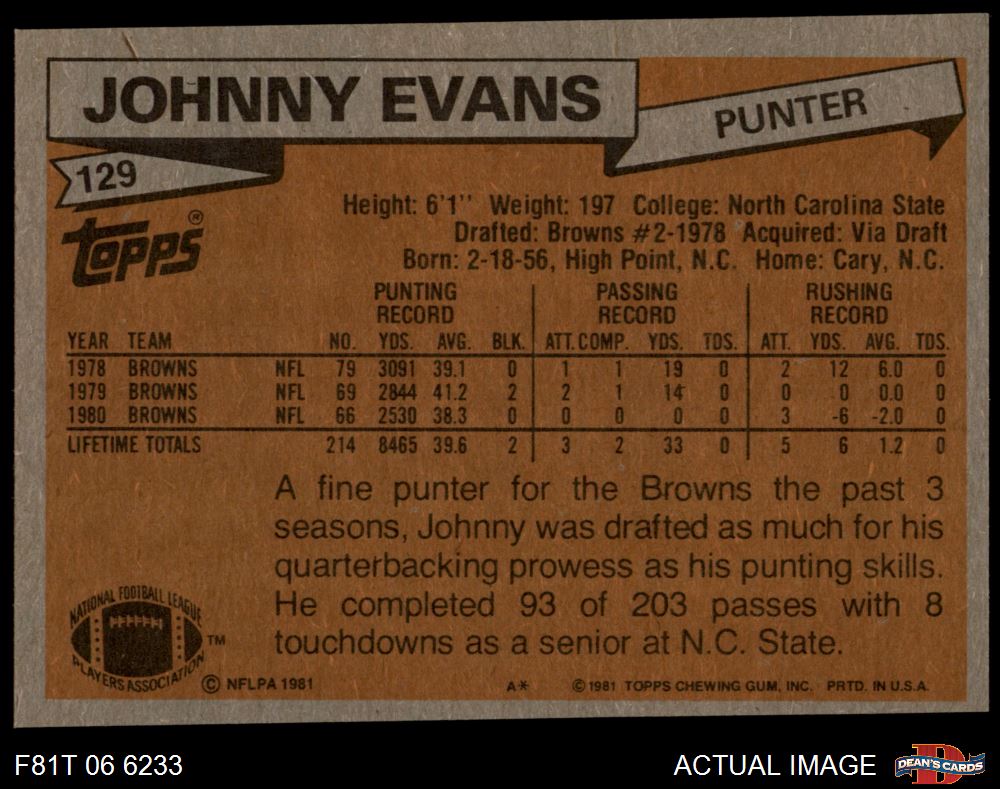 JOHNNY EVANS
PUNTER
129
TOPPS®
Height: 6'1'' Weight: 197 College: North Carolina State
Drafted: Browns #2-1978 Acquired: Via Draft
Born: 2-18-56, High Point, N.C. Home: Cary, N.C.
PUNTING RECORD PASSING RECORD RUSHING RECORD
YEAR TEAM NO. YDS. AVG. BLK. ATT. COMP. YDS. TDS. ATT. YDS. AVG. TDS.
1978 BROWNS NFL 79 3091 39.1 0 1 1 19 0 2 12 6.0 0
1979 BROWNS NFL 69 2844 41.2 2 2 1 14 0 0 0 0.0 0
1980 BROWNS NFL 66 2530 38.3 0 0 0 0 0 3 -6 -2.0 0
LIFETIME TOTALS 214 8465 39.6 2 3 2 33 0 5 6 1.2 0
A fine punter for the Browns the past 3
seasons, Johnny was drafted as much for his
quarterbacking prowess as his punting skills.
He completed 93 of 203 passes with 8
touchdowns as a senior at N.C. State.
NATIONAL FOOTBALL LEAGUE
PLAYERS ASSOCIATION
TM
© NFLPA 1981
A* © 1981 TOPPS CHEWING GUM, INC. PRTD. IN U.S.A.
F81T 06 6233
ACTUAL IMAGE
D
DEAN'S CARDS